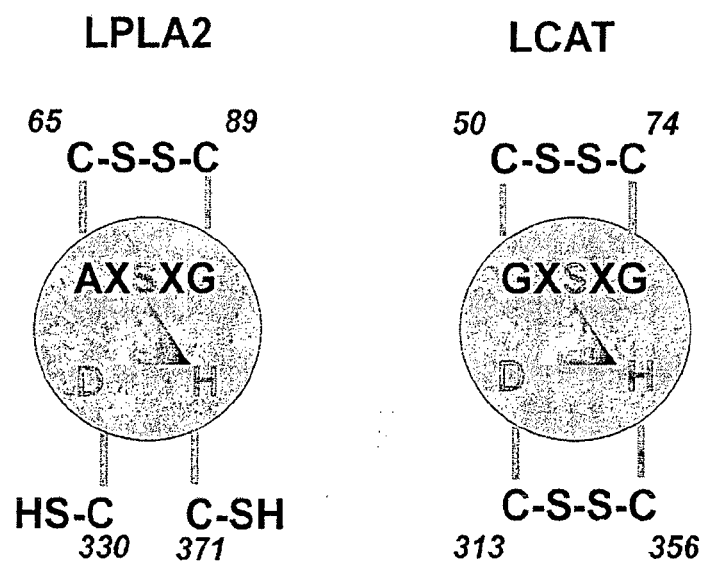 LPLA2 LCAT
65 89 50 74
C-S-S-C C-S-S-C
AXSXG GXSXG
D H D H
HS-C C-SH C-S-S-C
330 371 313 356